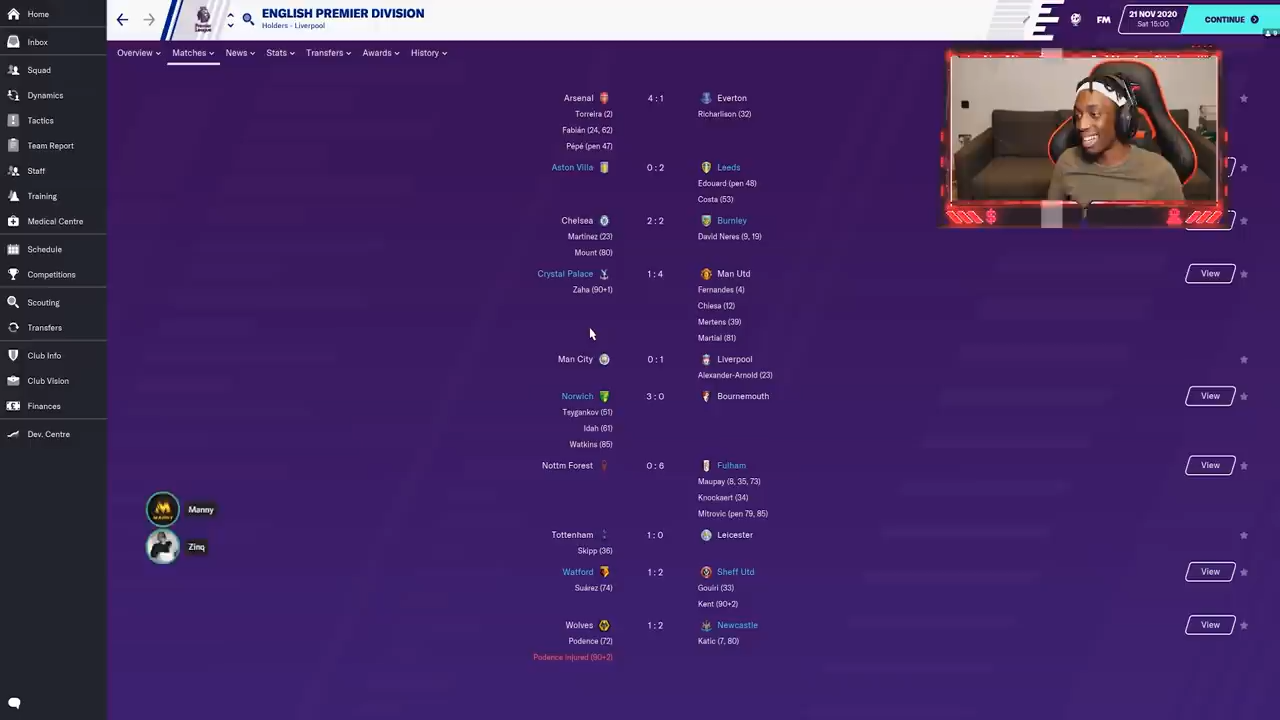 Home
Inbox
Squad
Dynamics
Tactics
Team Report
Staff
Training
Medical Centre
Schedule
Competitions
Scouting
Transfers
Club Info
Club Vision
Finances
Dev. Centre
ENGLISH PREMIER DIVISION
Holders - Liverpool
FM
21 NOV 2020
Sat 15:00
CONTINUE
9
Overview
Matches
News
Stats
Transfers
Awards
History
Arsenal 4 : 1 Everton
Torreira (2) Richarlison (32)
Fabián (24, 62)
Pépé (pen 47)
Aston Villa 0 : 2 Leeds
Edouard (pen 48)
Costa (53)
Chelsea 2 : 2 Burnley
Martínez (23) David Neres (9, 19)
Mount (80)
Crystal Palace 1 : 4 Man Utd View
Zaha (90+1) Fernandes (4)
Chiesa (12)
Mertens (39)
Martial (81)
Man City 0 : 1 Liverpool
Alexander-Arnold (23)
Norwich 3 : 0 Bournemouth View
Tsygankov (51)
Idah (61)
Watkins (85)
Nottm Forest 0 : 6 Fulham View
Maupay (8, 35, 73)
Knockaert (34)
Mitrovic (pen 79, 85)
Tottenham 1 : 0 Leicester
Skipp (36)
Watford 1 : 2 Sheff Utd View
Suárez (74) Gouiri (33)
Kent (90+2)
Wolves 1 : 2 Newcastle View
Podence (72) Katic (7, 80)
Podence injured (90+2)
Manny
Zinq